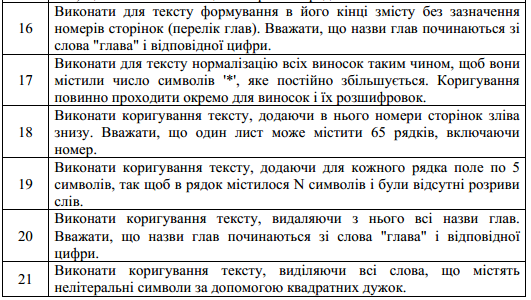 16 Виконати для тексту формування в його кінці змісту без зазначення
номерів сторінок (перелік глав). Вважати, що назви глав починаються зі
слова "глава" і відповідної цифри.
17 Виконати для тексту нормалізацію всіх виносок таким чином, щоб вони
містили число символів '*', яке постійно збільшується. Коригування
повинно проходити окремо для виносок і їх розшифровок.
18 Виконати коригування тексту, додаючи в нього номери сторінок зліва
знизу. Вважати, що один лист може містити 65 рядків, включаючи
номер.
19 Виконати коригування тексту, додаючи для кожного рядка поле по 5
символів, так щоб в рядок містилося N символів і були відсутні розриви
слів.
20 Виконати коригування тексту, видаляючи з нього всі назви глав.
Вважати, що назви глав починаються зі слова "глава" і відповідної
цифри.
21 Виконати коригування тексту, виділяючи всі слова, що містять
нелітеральні символи за допомогою квадратних дужок.